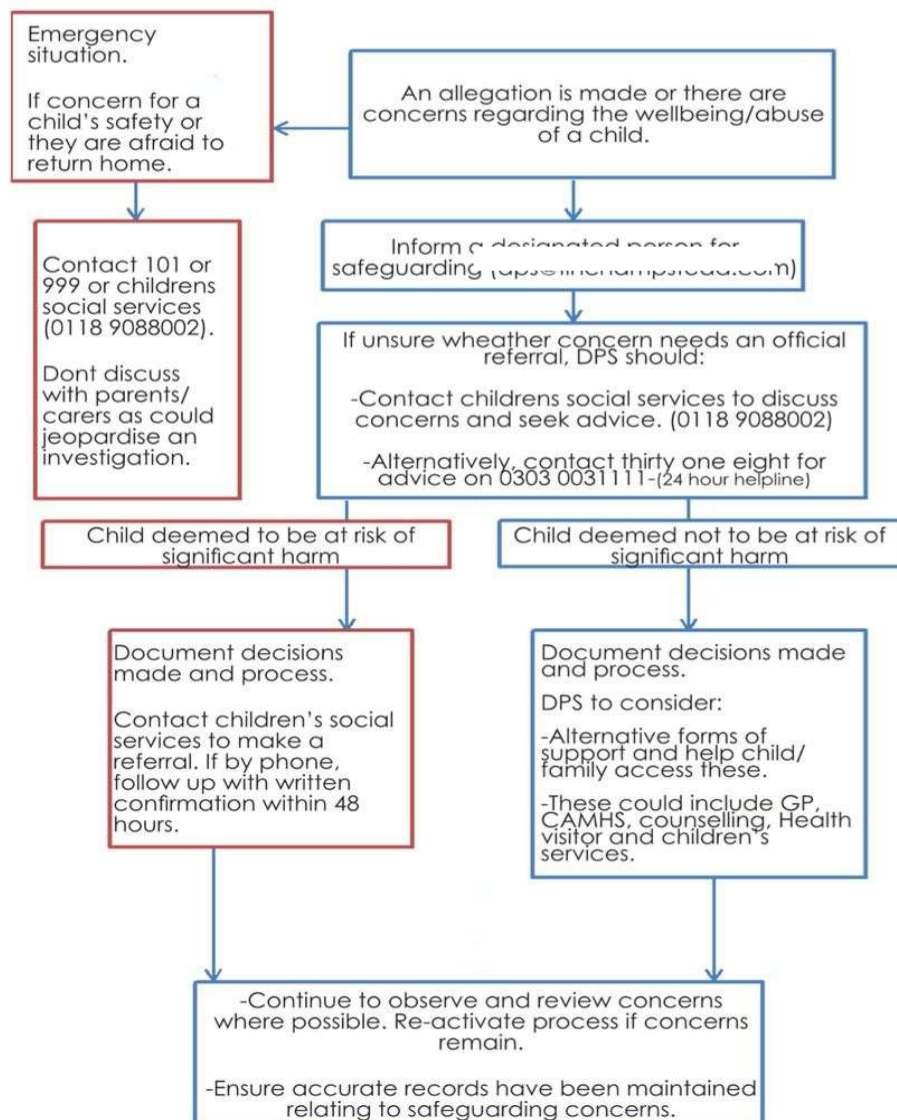 Emergency
situation.
If concern for a
child's safety or
they are afraid to
return home.
An allegation is made or there are
concerns regarding the wellbeing/abuse
of a child.
Contact 101 or
999 or childrens
social services
(0118 9088002).
Dont discuss
with parents/
carers as could
jeopardise an
investigation.
Inform a designated person for
safeguarding
If unsure wheather concern needs an official
referral, DPS should:
-Contact childrens social services to discuss
concerns and seek advice. (0118 9088002)
-Alternatively, contact thirty one eight for
advice on 0303 0031111-(24 hour helpline)
Child deemed to be at risk of
significant harm
Child deemed not to be at risk of
significant harm
Document decisions
made and process.
Contact children's social
services to make a
referral. If by phone,
follow up with written
confirmation within 48
hours.
Document decisions made
and process.
DPS to consider:
-Alternative forms of
support and help child/
family access these.
-These could include GP,
CAMHS, counselling, Health
visitor and children's
services.
-Continue to observe and review concerns
where possible. Re-activate process if concerns
remain.
-Ensure accurate records have been maintained
relating to safeguarding concerns.